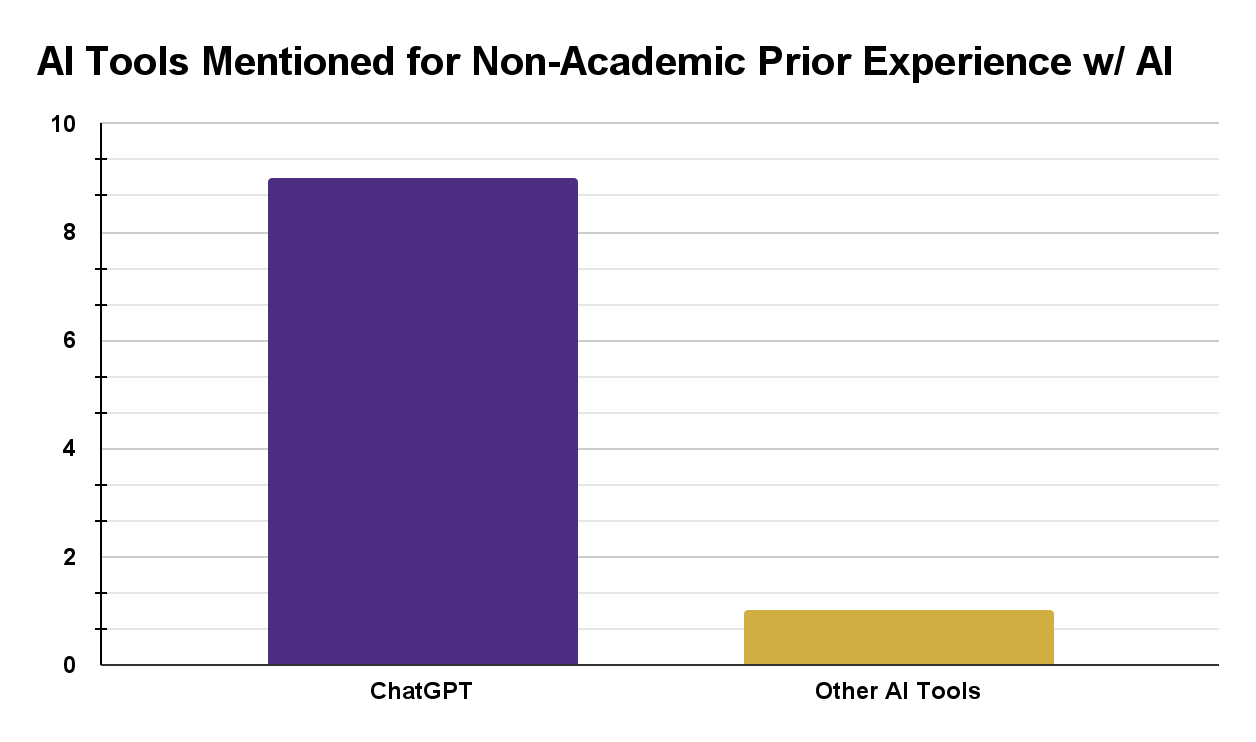 AI Tools Mentioned for Non-Academic Prior Experience w/ AI
10
8
6
4
2
0
ChatGPT
Other AI Tools